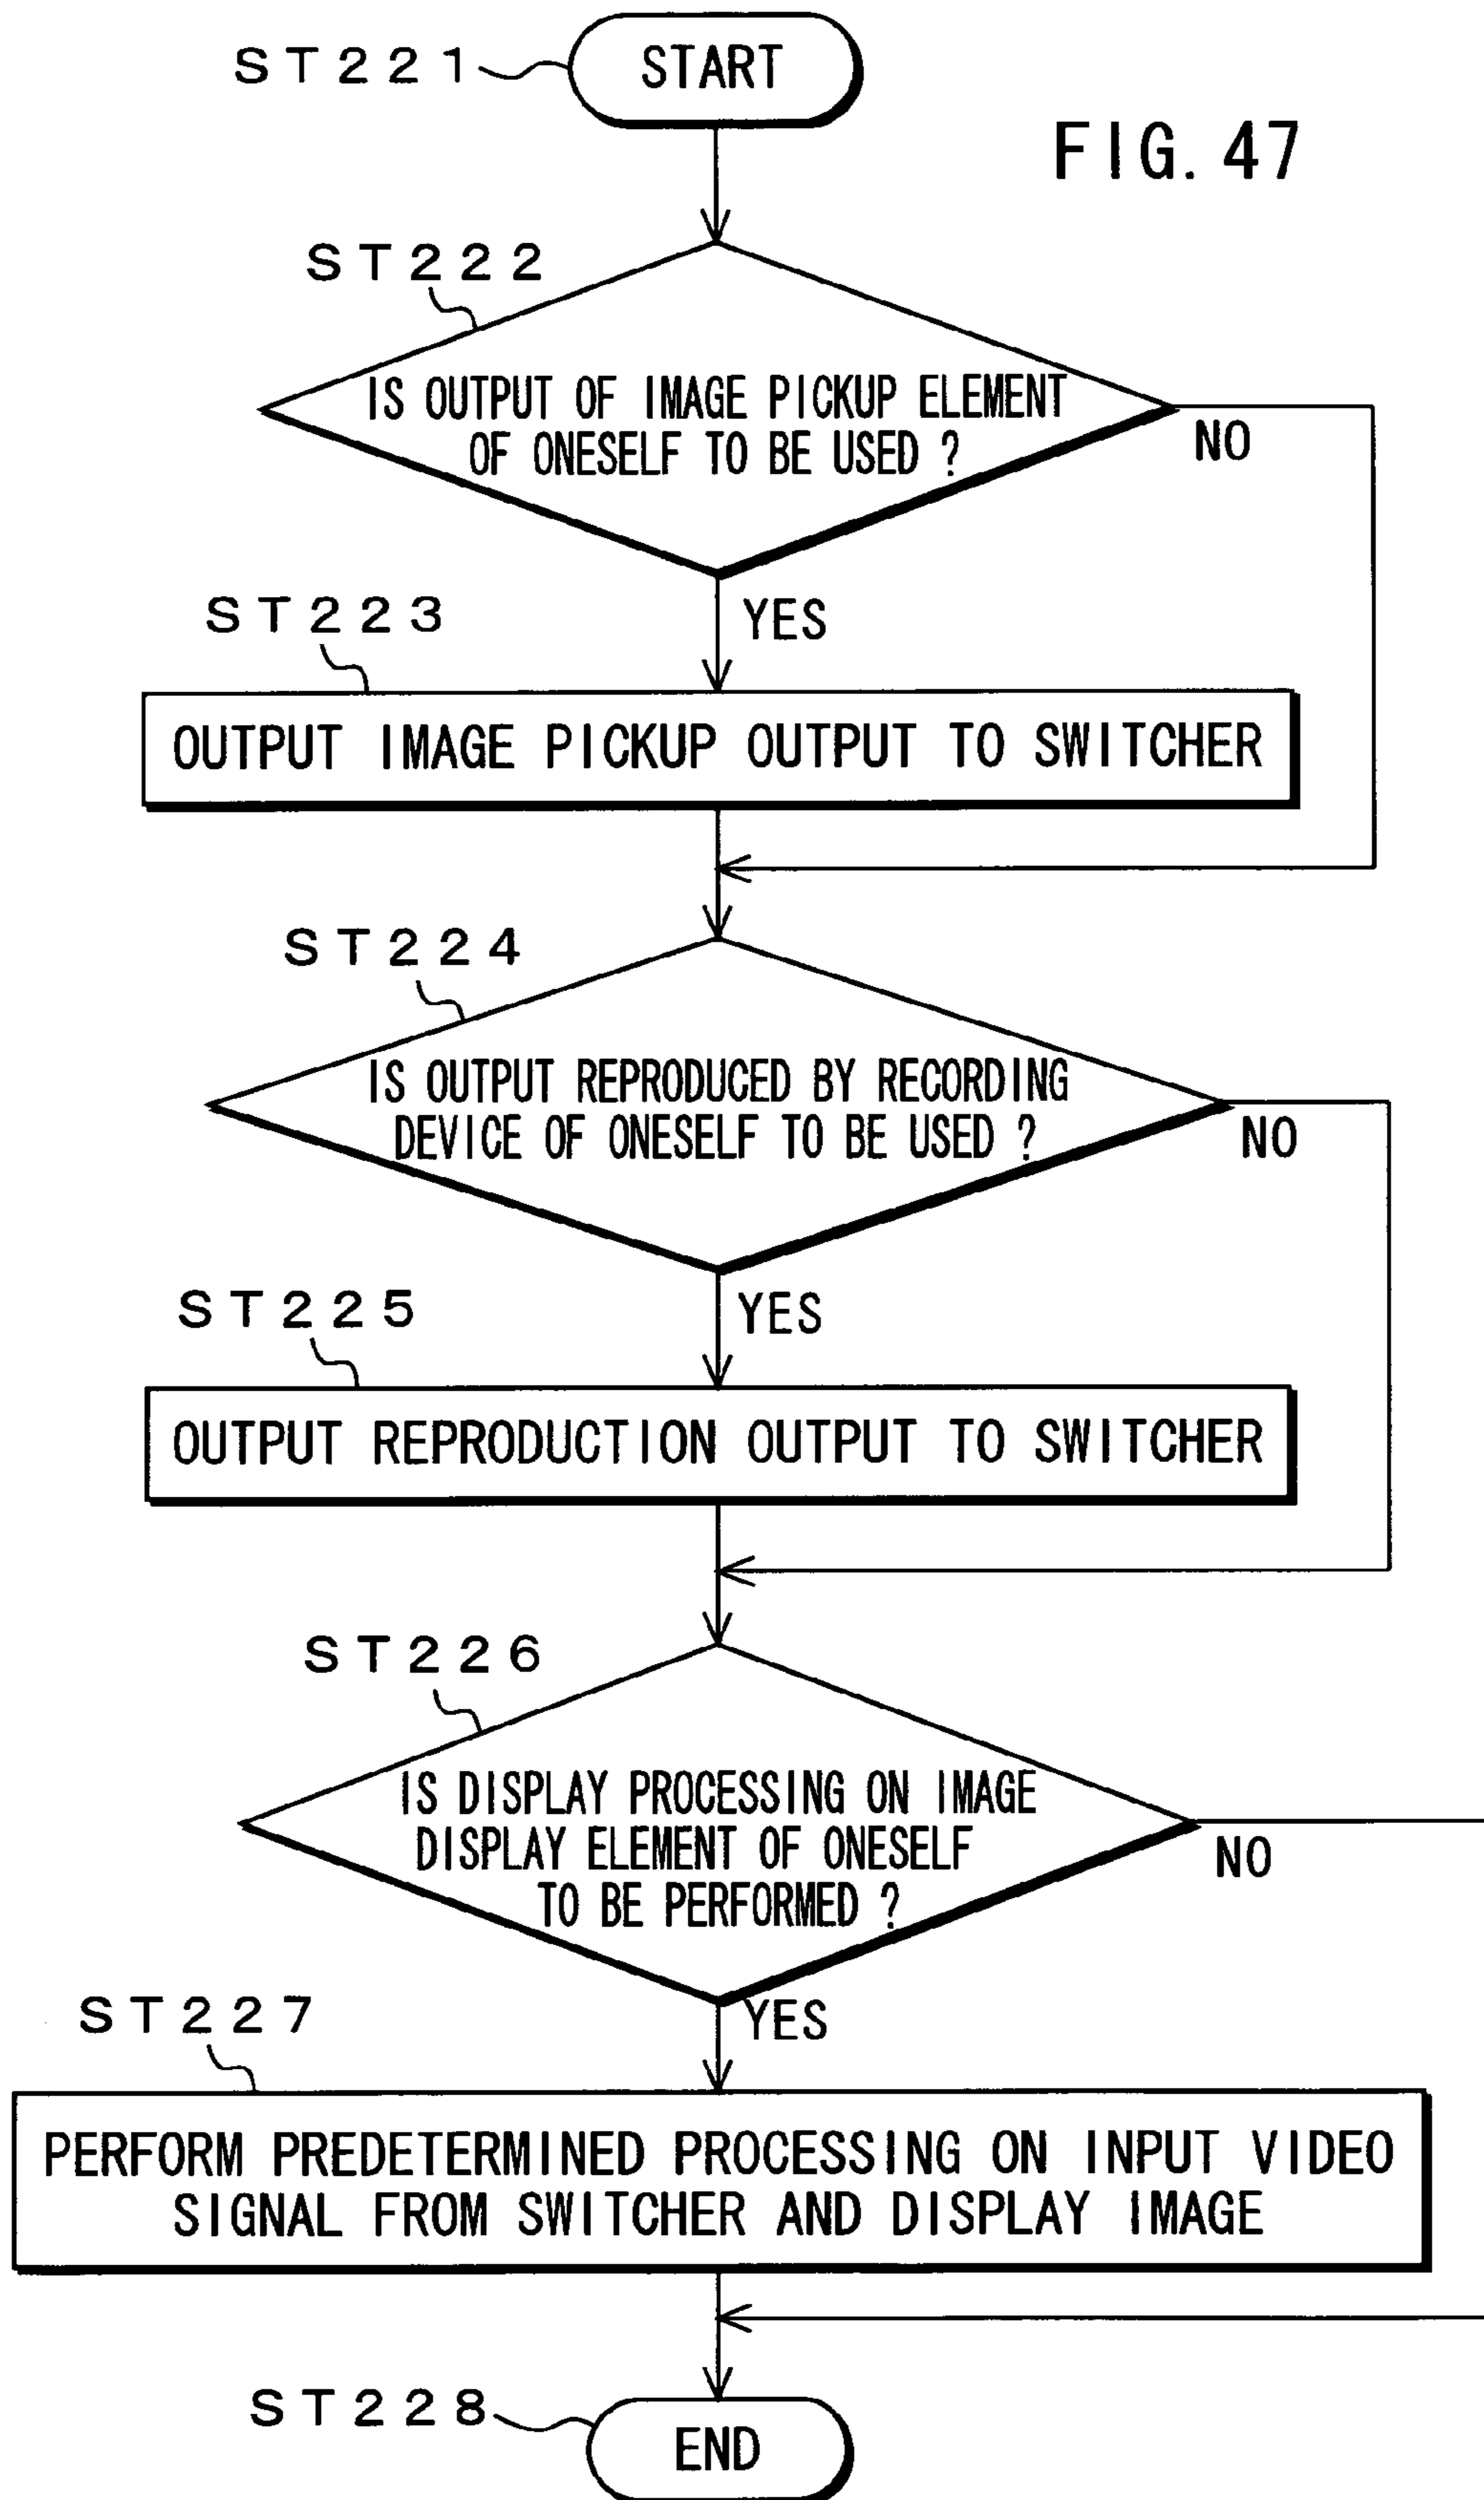 ST221
START
FIG. 47
ST222
IS OUTPUT OF IMAGE PICKUP ELEMENT
OF ONESELF TO BE USED ?
NO
YES
ST223
OUTPUT IMAGE PICKUP OUTPUT TO SWITCHER
ST224
IS OUTPUT REPRODUCED BY RECORDING
DEVICE OF ONESELF TO BE USED ?
NO
YES
ST225
OUTPUT REPRODUCTION OUTPUT TO SWITCHER
ST226
IS DISPLAY PROCESSING ON IMAGE
DISPLAY ELEMENT OF ONESELF
TO BE PERFORMED ?
NO
YES
ST227
PERFORM PREDETERMINED PROCESSING ON INPUT VIDEO
SIGNAL FROM SWITCHER AND DISPLAY IMAGE
ST228
END